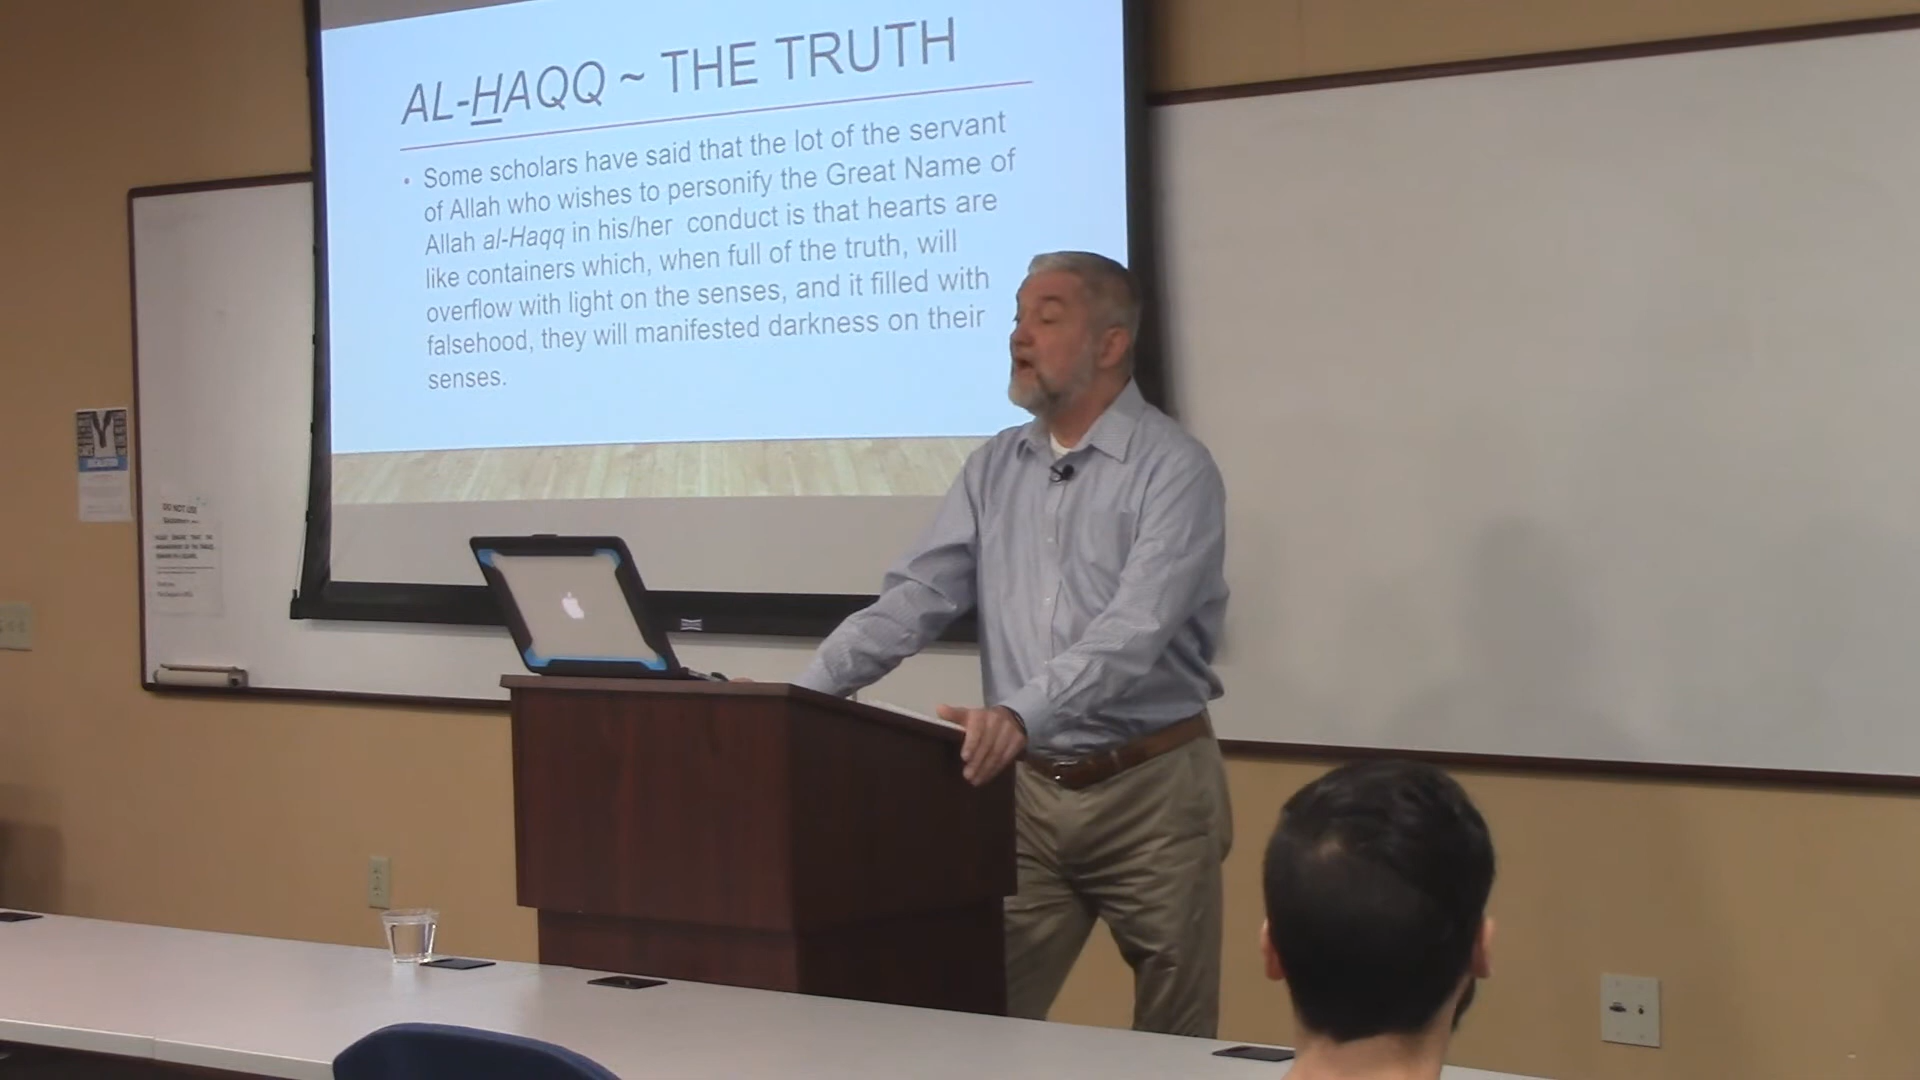 AL-HAQQ ~ THE TRUTH
• Some scholars have said that the lot of the servant
of Allah who wishes to personify the Great Name of
Allah al-Haqq in his/her conduct is that hearts are
like containers which, when full of the truth, will
overflow with light on the senses, and it filled with
falsehood, they will manifested darkness on their
senses.
DO NOT USE